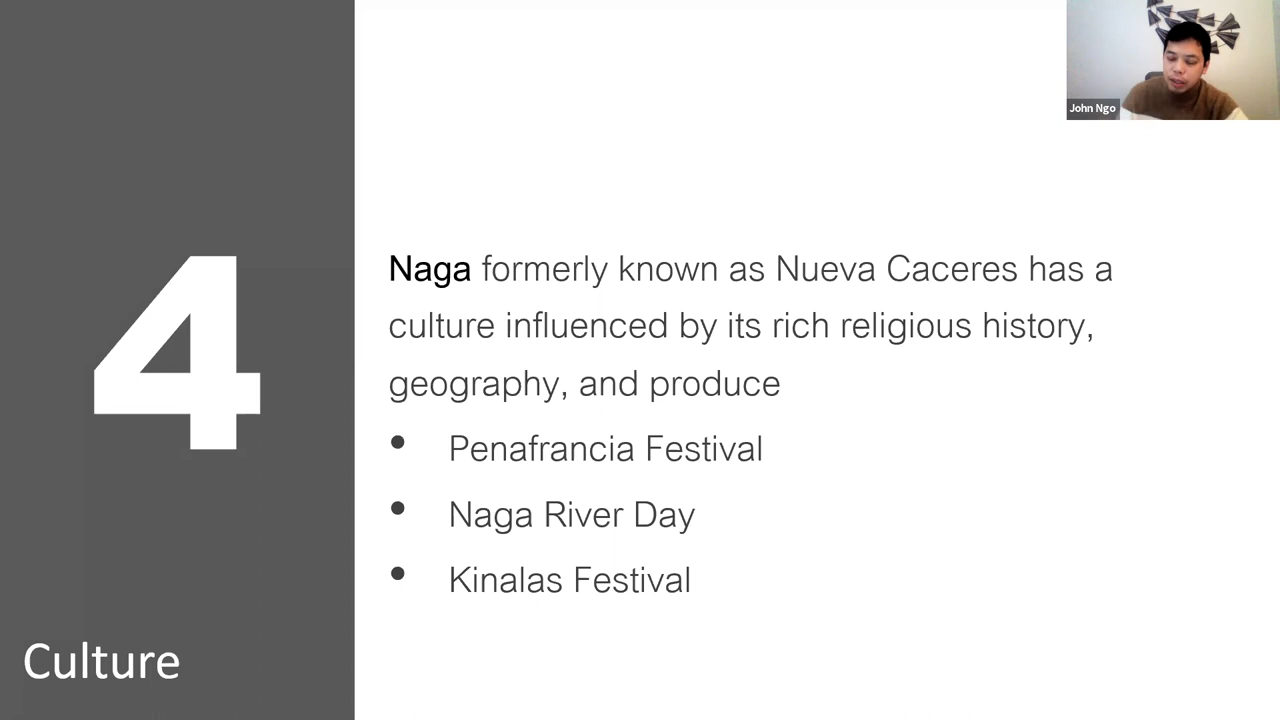 John Ngo
4
Naga formerly known as Nueva Caceres has a
culture influenced by its rich religious history,
geography, and produce
• Penafrancia Festival
• Naga River Day
• Kinalas Festival
Culture